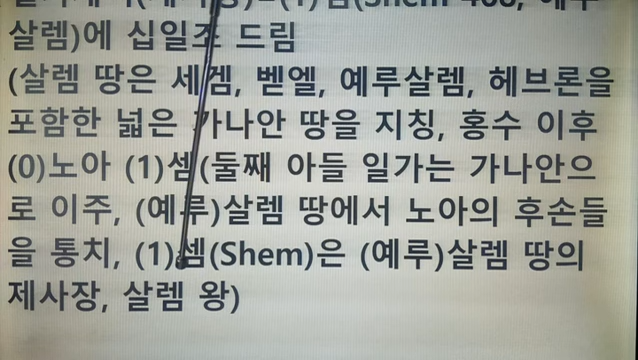 살렘)에 십일조 드림
(살렘 땅은 세겜, 벧엘, 예루살렘, 헤브론을
포함한 넓은 가나안 땅을 지칭, 홍수 이후
(0)노아 (1)셈(둘째 아들 일가는 가나안으
로 이주, (예루)살렘 땅에서 노아의 후손들
을 통치, (1)셈(Shem)은 (예루)살렘 땅의
제사장, 살렘 왕)